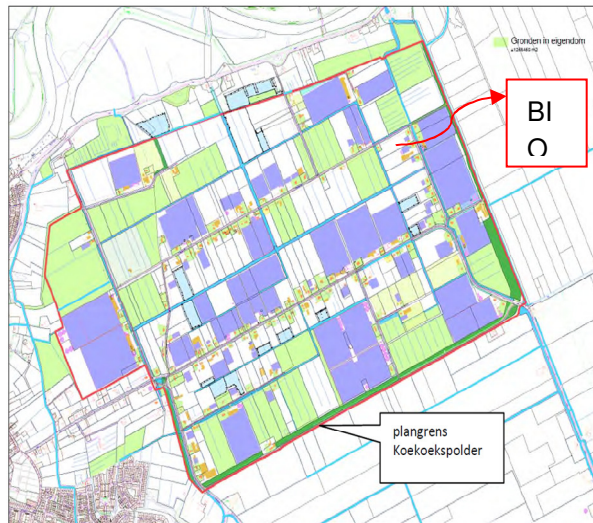 Gronden in eigendom
BI
O
plangrens
Koekoekspolder